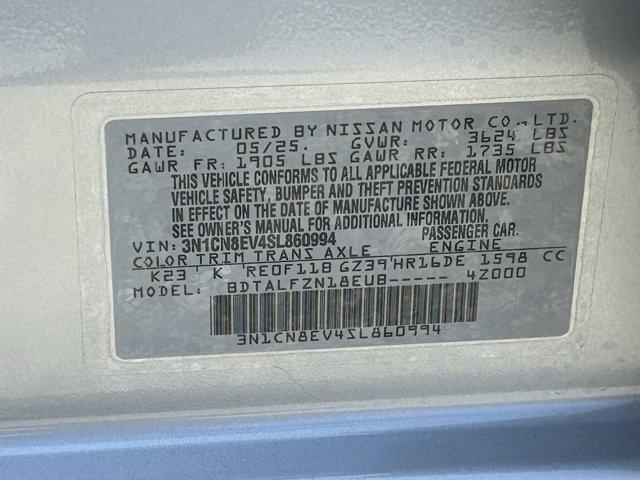 MANUFACTURED BY NISSAN MOTOR CO., LTD.
DATE: 05/25. GVWR: 3624 LBS
GAWR FR: 1905 LBS GAWR RR: 1735 LBS
THIS VEHICLE CONFORMS TO ALL APPLICABLE FEDERAL MOTOR
VEHICLE SAFETY, BUMPER AND THEFT PREVENTION STANDARDS
IN EFFECT ON THE DATE OF MANUFACTURE SHOWN ABOVE.
SEE OWNER'S MANUAL FOR ADDITIONAL INFORMATION.
VIN: 3N1CN8EV4SL860994 PASSENGER CAR.
COLOR TRIM TRANS AXLE ENGINE
K23 K RE0F11B GZ39 HR16DE 1598 CC
BDTALFZN18EUB----- 4Z000
3N1CN8EV4SL860994